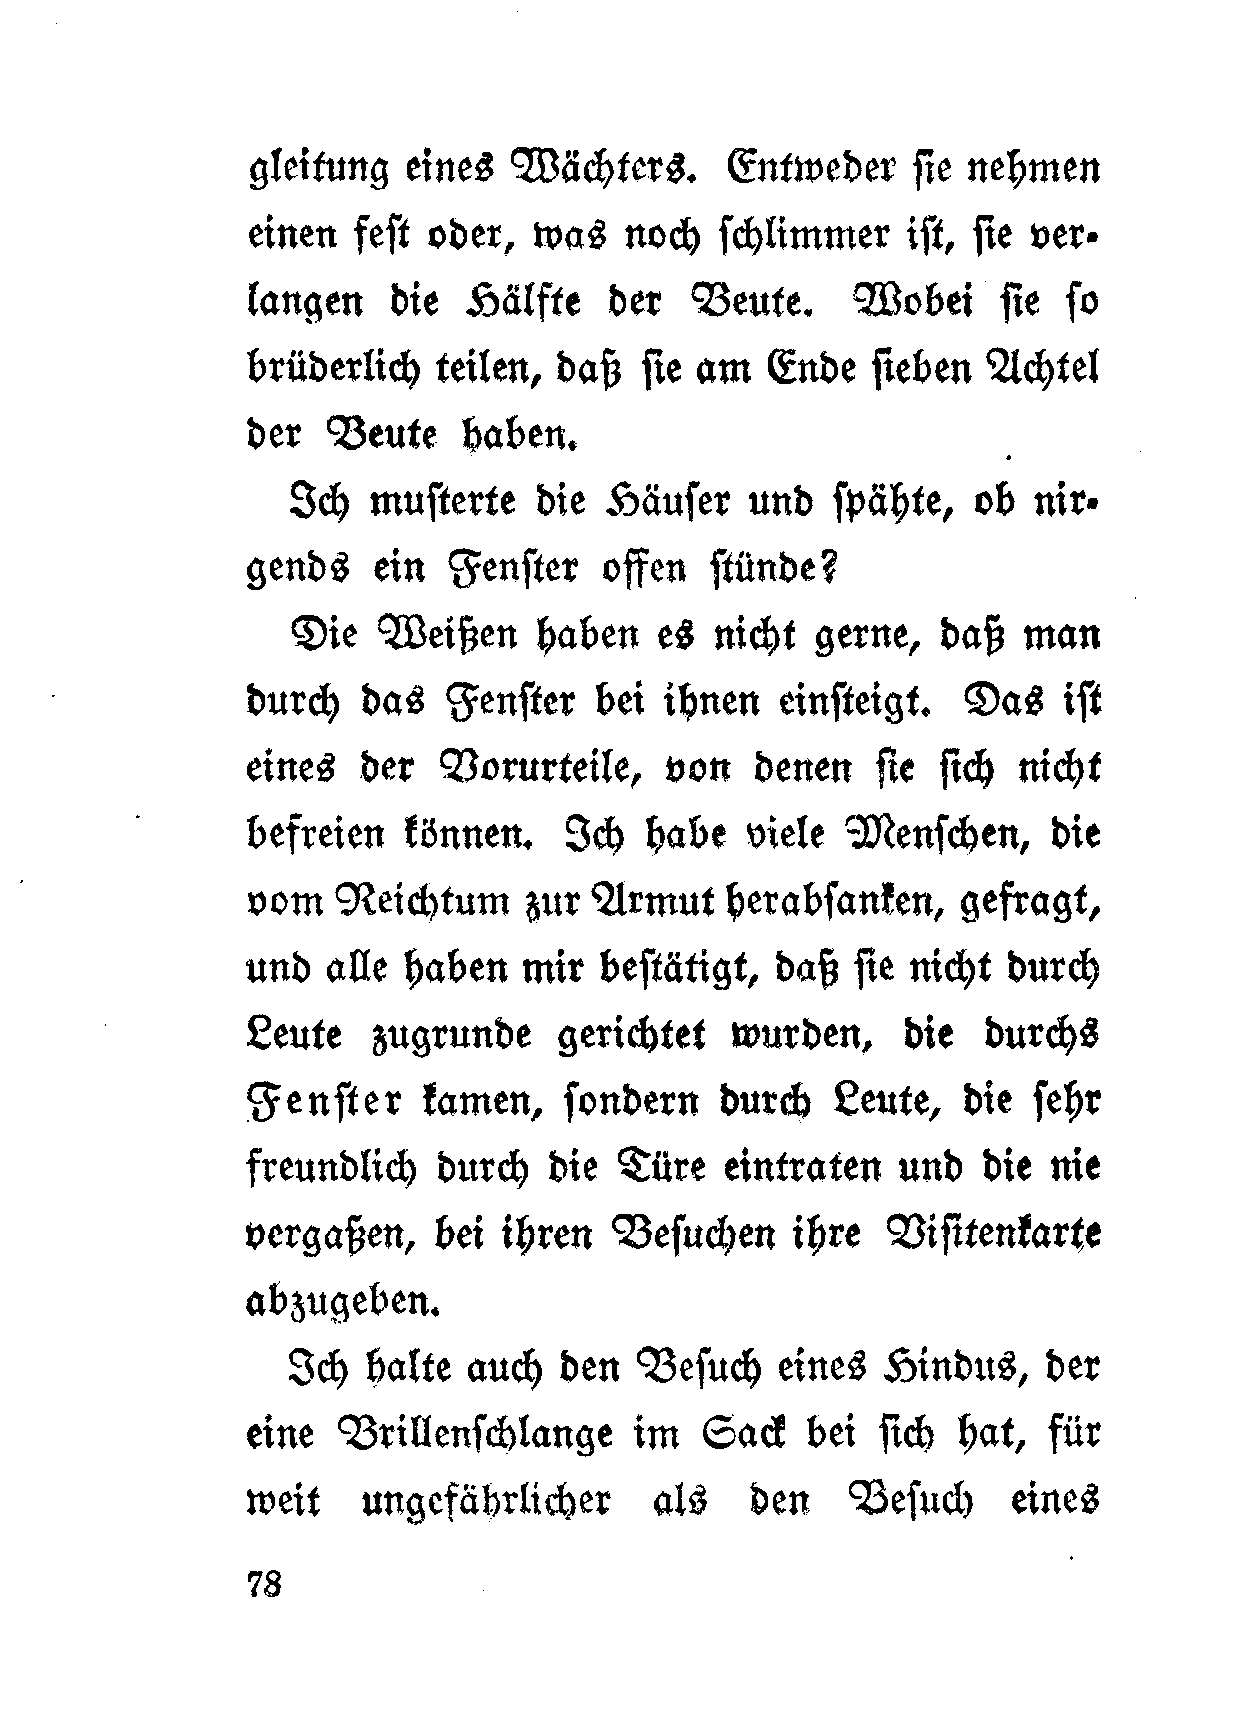 gleitung eines Wächters. Entweder sie nehmen
einen fest oder, was noch schlimmer ist, sie ver-
langen die Hälfte der Beute. Wobei sie so
brüderlich teilen, daß sie am Ende sieben Achtel
der Beute haben.
Ich musterte die Häuser und spähte, ob nir-
gends ein Fenster offen stünde?
Die Weißen haben es nicht gerne, daß man
durch das Fenster bei ihnen einsteigt. Das ist
eines der Vorurteile, von denen sie sich nicht
befreien können. Ich habe viele Menschen, die
vom Reichtum zur Armut herabsanken, gefragt,
und alle haben mir bestätigt, daß sie nicht durch
Leute zugrunde gerichtet wurden, die durchs
Fenster kamen, sondern durch Leute, die sehr
freundlich durch die Türe eintraten und die nie
vergaßen, bei ihren Besuchen ihre Visitenkarte
abzugeben.
Ich halte auch den Besuch eines Hindus, der
eine Brillenschlange im Sack bei sich hat, für
weit ungefährlicher als den Besuch eines
78